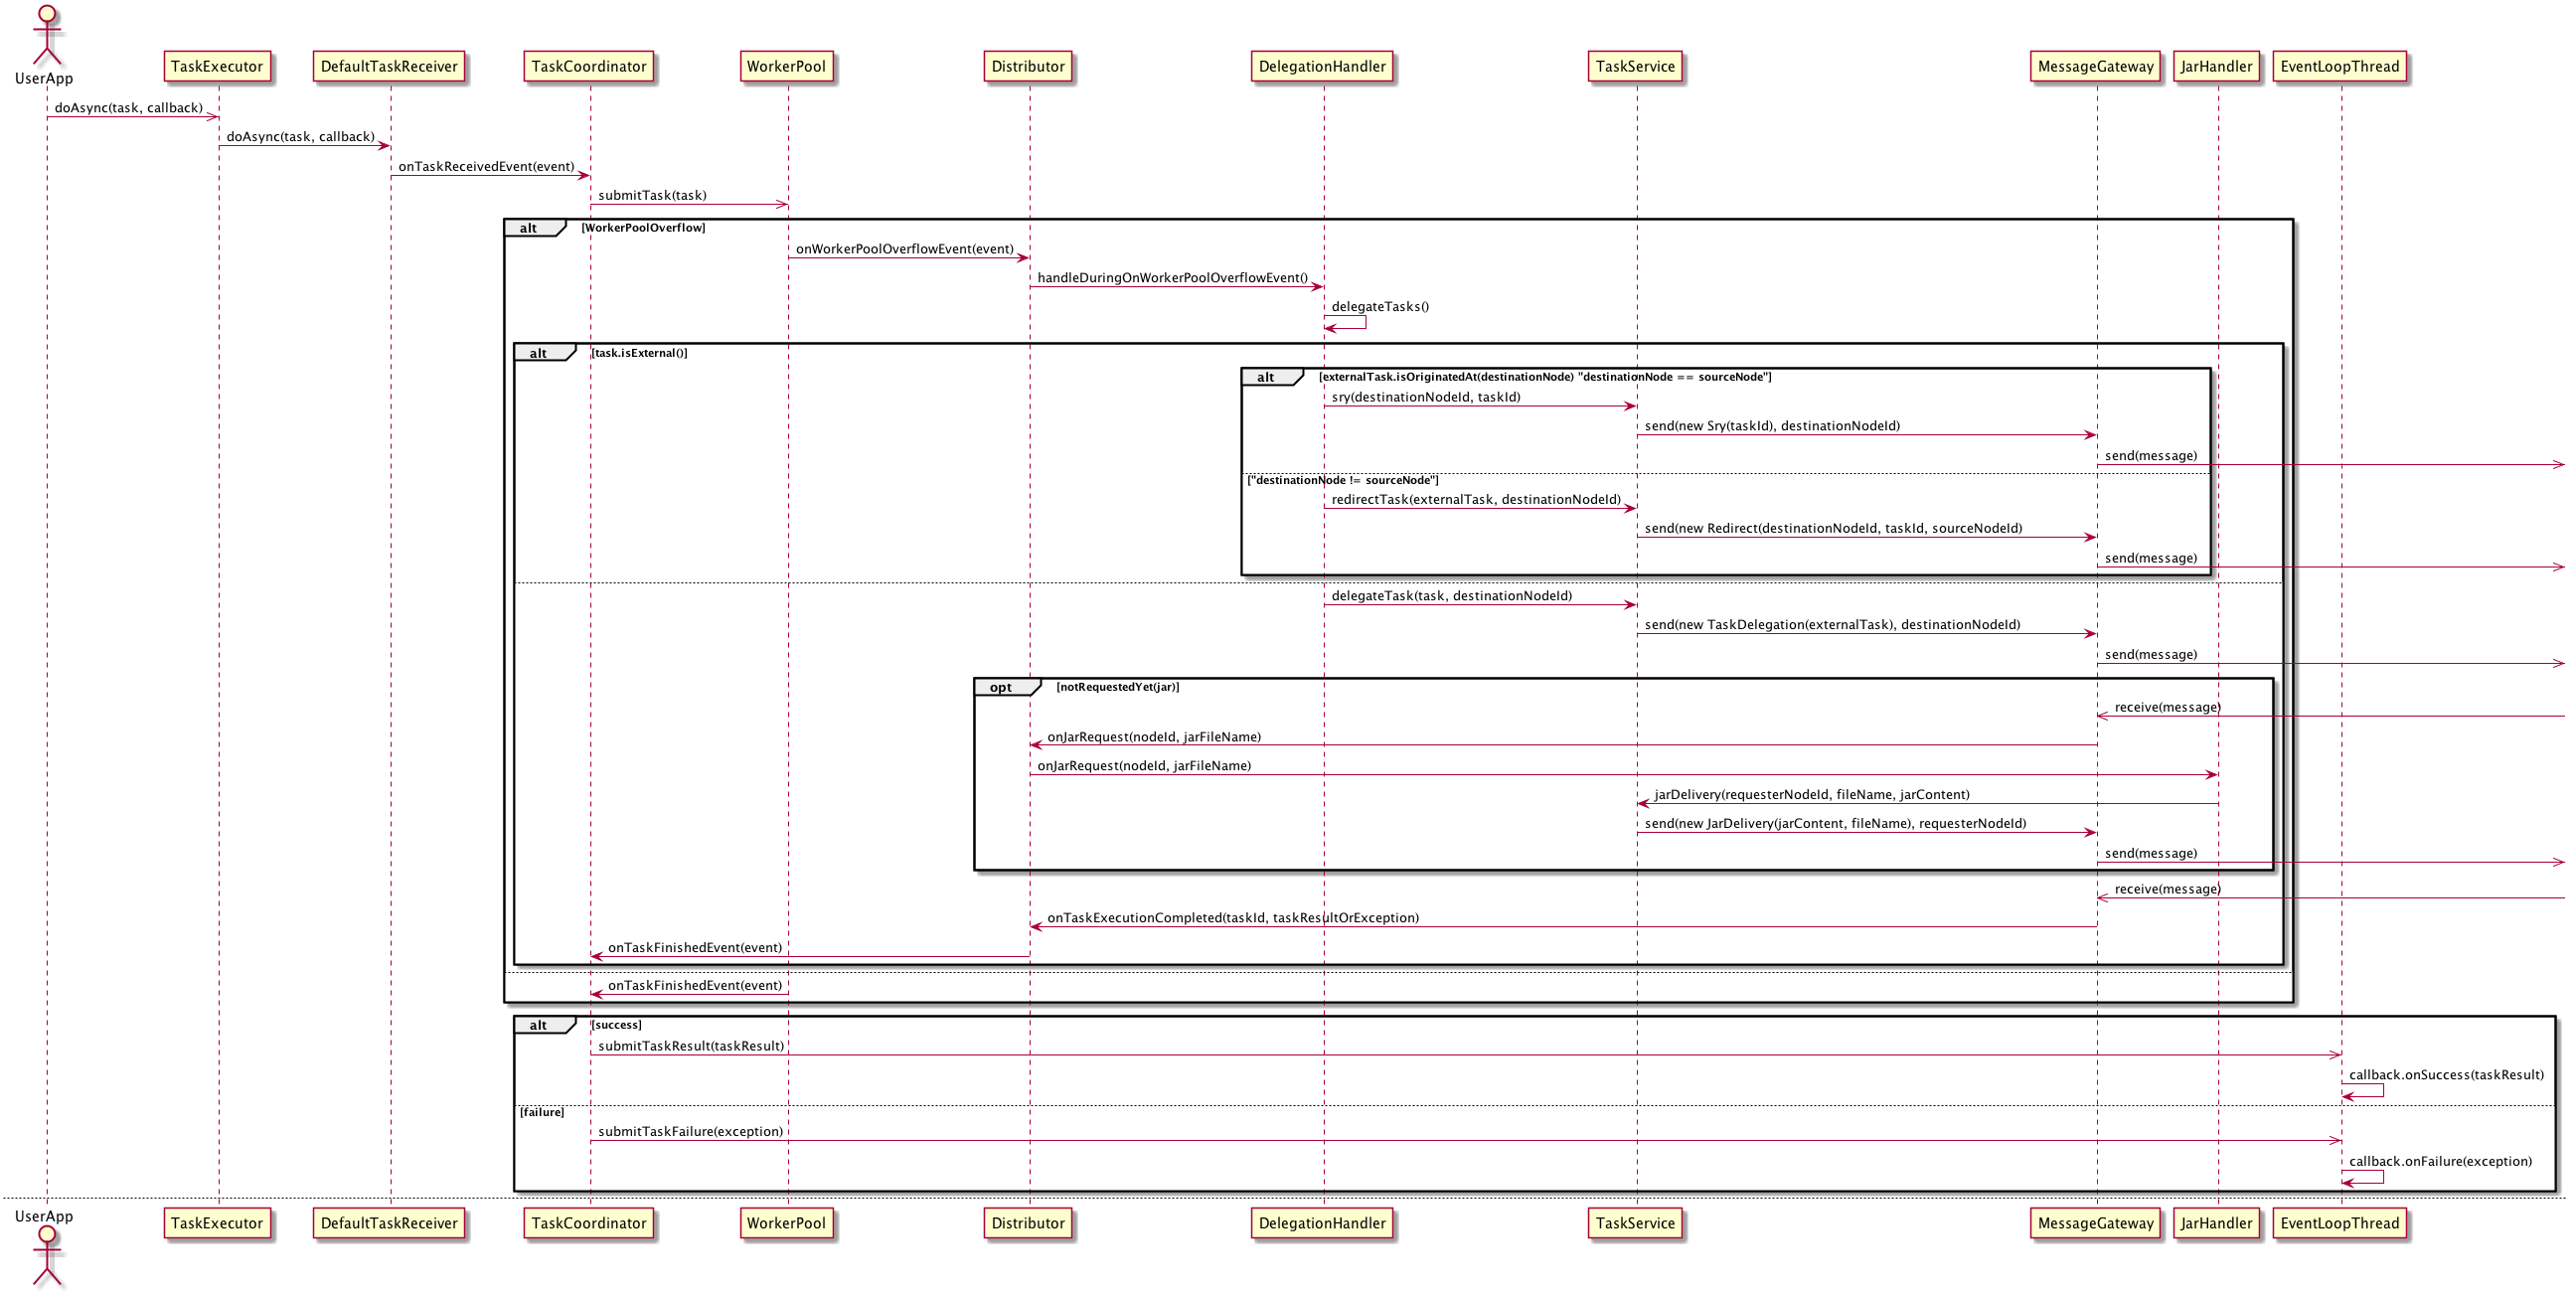 UserApp
TaskExecutor
DefaultTaskReceiver
TaskCoordinator
WorkerPool
Distributor
DelegationHandler
TaskService
MessageGateway
JarHandler
EventLoopThread
doAsync(task, callback)
doAsync(task, callback)
onTaskReceivedEvent(event)
submitTask(task)
alt [WorkerPoolOverflow]
onWorkerPoolOverflowEvent(event)
handleDuringOnWorkerPoolOverflowEvent()
delegateTasks()
alt [task.isExternal()]
alt [externalTask.isOriginatedAt(destinationNode) "destinationNode == sourceNode"]
sry(destinationNodeId, taskId)
send(new Sry(taskId), destinationNodeId)
send(message)
["destinationNode != sourceNode"]
redirectTask(externalTask, destinationNodeId)
send(new Redirect(destinationNodeId, taskId, sourceNodeId)
send(message)
delegateTask(task, destinationNodeId)
send(new TaskDelegation(externalTask), destinationNodeId)
send(message)
opt [notRequestedYet(jar)]
receive(message)
onJarRequest(nodeId, jarFileName)
onJarRequest(nodeId, jarFileName)
jarDelivery(requesterNodeId, fileName, jarContent)
send(new JarDelivery(jarContent, fileName), requesterNodeId)
send(message)
receive(message)
onTaskExecutionCompleted(taskId, taskResultOrException)
onTaskFinishedEvent(event)
onTaskFinishedEvent(event)
alt [success]
submitTaskResult(taskResult)
callback.onSuccess(taskResult)
[failure]
submitTaskFailure(exception)
callback.onFailure(exception)
UserApp
TaskExecutor
DefaultTaskReceiver
TaskCoordinator
WorkerPool
Distributor
DelegationHandler
TaskService
MessageGateway
JarHandler
EventLoopThread